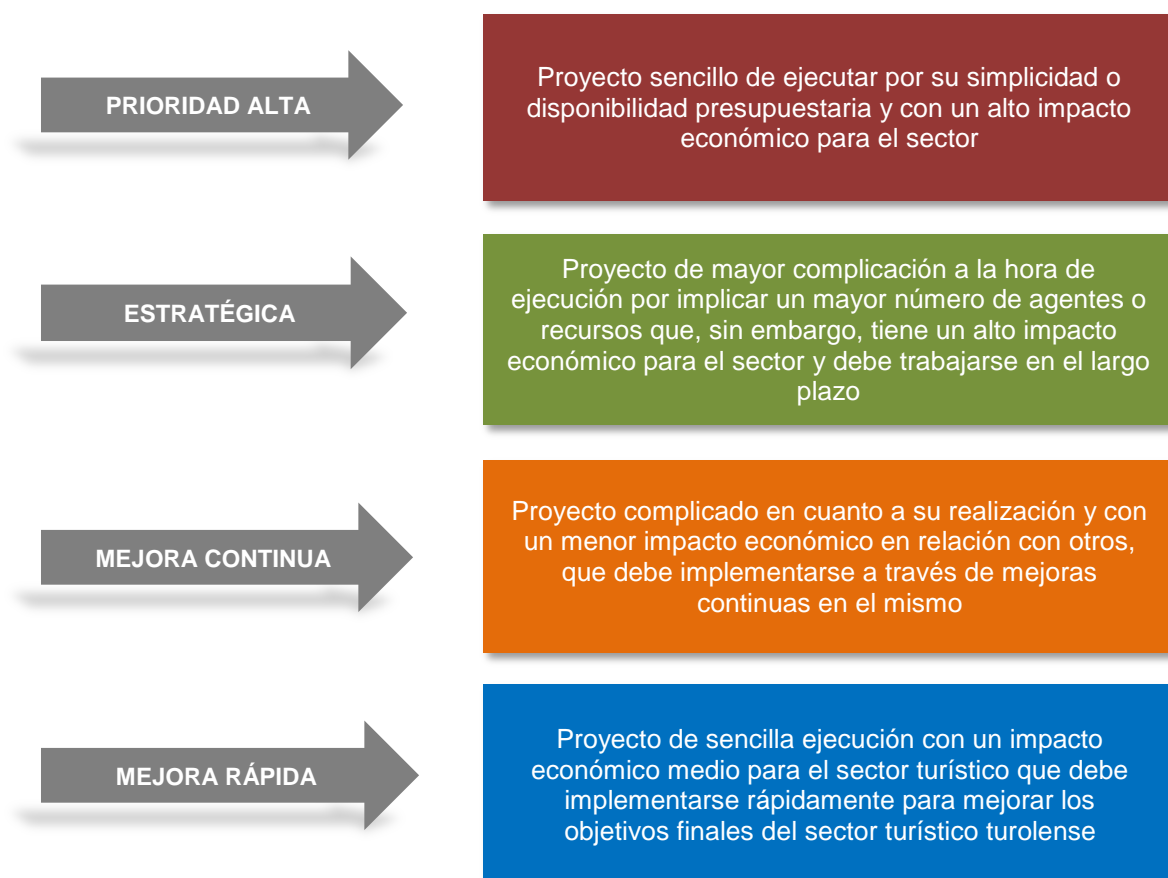 PRIORIDAD ALTA
Proyecto sencillo de ejecutar por su simplicidad o
disponibilidad presupuestaria y con un alto impacto
económico para el sector
ESTRATÉGICA
Proyecto de mayor complicación a la hora de
ejecución por implicar un mayor número de agentes o
recursos que, sin embargo, tiene un alto impacto
económico para el sector y debe trabajarse en el largo
plazo
MEJORA CONTINUA
Proyecto complicado en cuanto a su realización y con
un menor impacto económico en relación con otros,
que debe implementarse a través de mejoras
continuas en el mismo
MEJORA RÁPIDA
Proyecto de sencilla ejecución con un impacto
económico medio para el sector turístico que debe
implementarse rápidamente para mejorar los
objetivos finales del sector turístico turolense